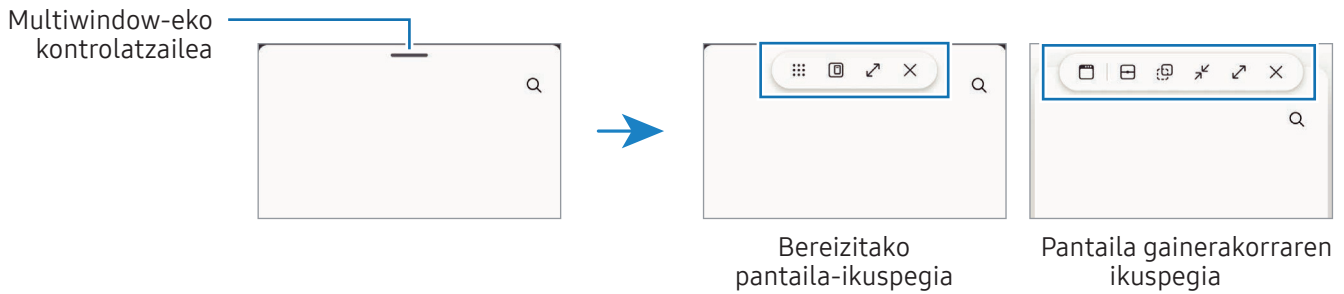 Multiwindow-eko
kontrolatzailea
Bereizitako
pantaila-ikuspegia
Pantaila gainerakorraren
ikuspegia